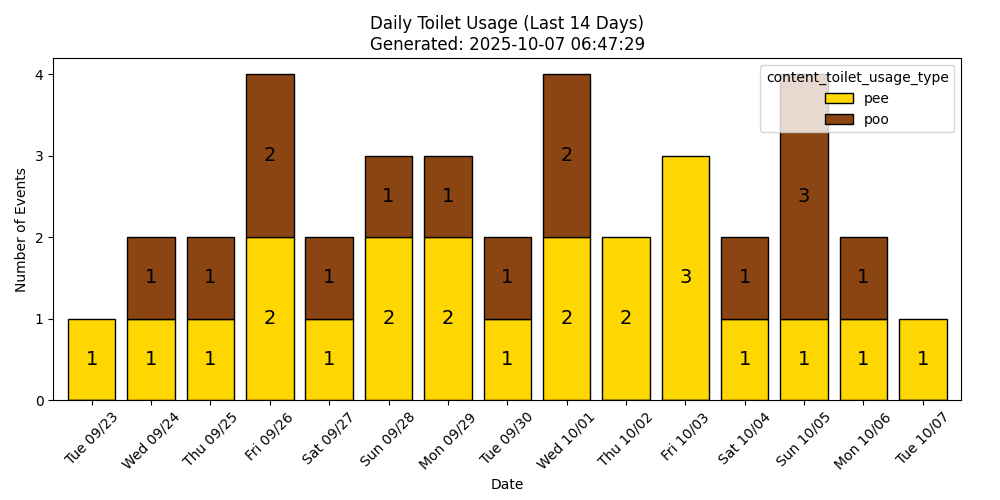 Daily Toilet Usage (Last 14 Days)
Generated: 2025-10-07 06:47:29
content_toilet_usage_type
pee
poo
Number of Events
4
3
2
1
0
1
1
1
1
1
2
2
1
1
2
1
2
1
1
1
2
2
2
3
1
1
3
1
1
1
1
Tue 09/23
Wed 09/24
Thu 09/25
Fri 09/26
Sat 09/27
Sun 09/28
Mon 09/29
Tue 09/30
Wed 10/01
Thu 10/02
Fri 10/03
Sat 10/04
Sun 10/05
Mon 10/06
Tue 10/07
Date